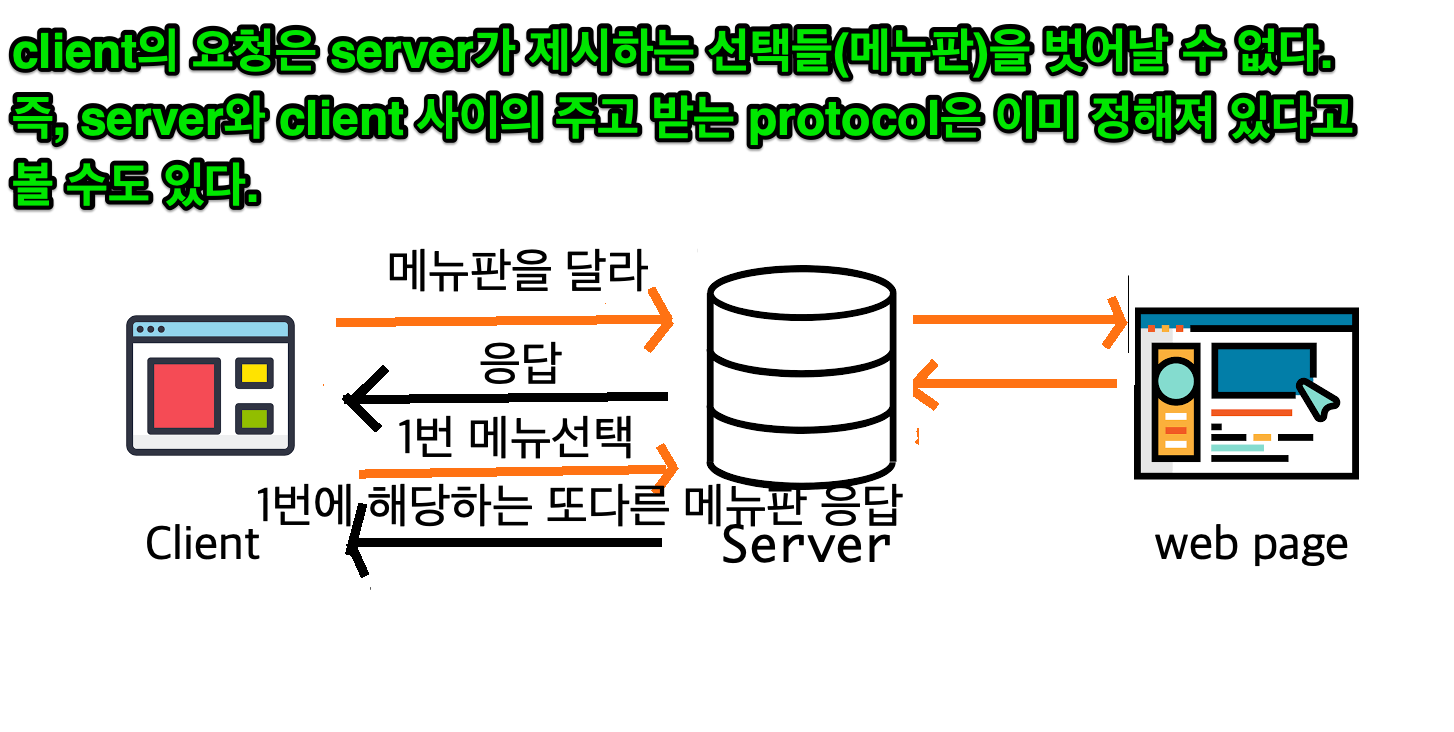 client의 요청은 server가 제시하는 선택들(메뉴판)을 벗어날 수 없다.
즉, server와 client 사이의 주고 받는 protocol은 이미 정해져 있다고
볼 수도 있다.
메뉴판을 달라
응답
1번 메뉴선택
1번에 해당하는 또다른 메뉴판 응답
Client
Server
web page